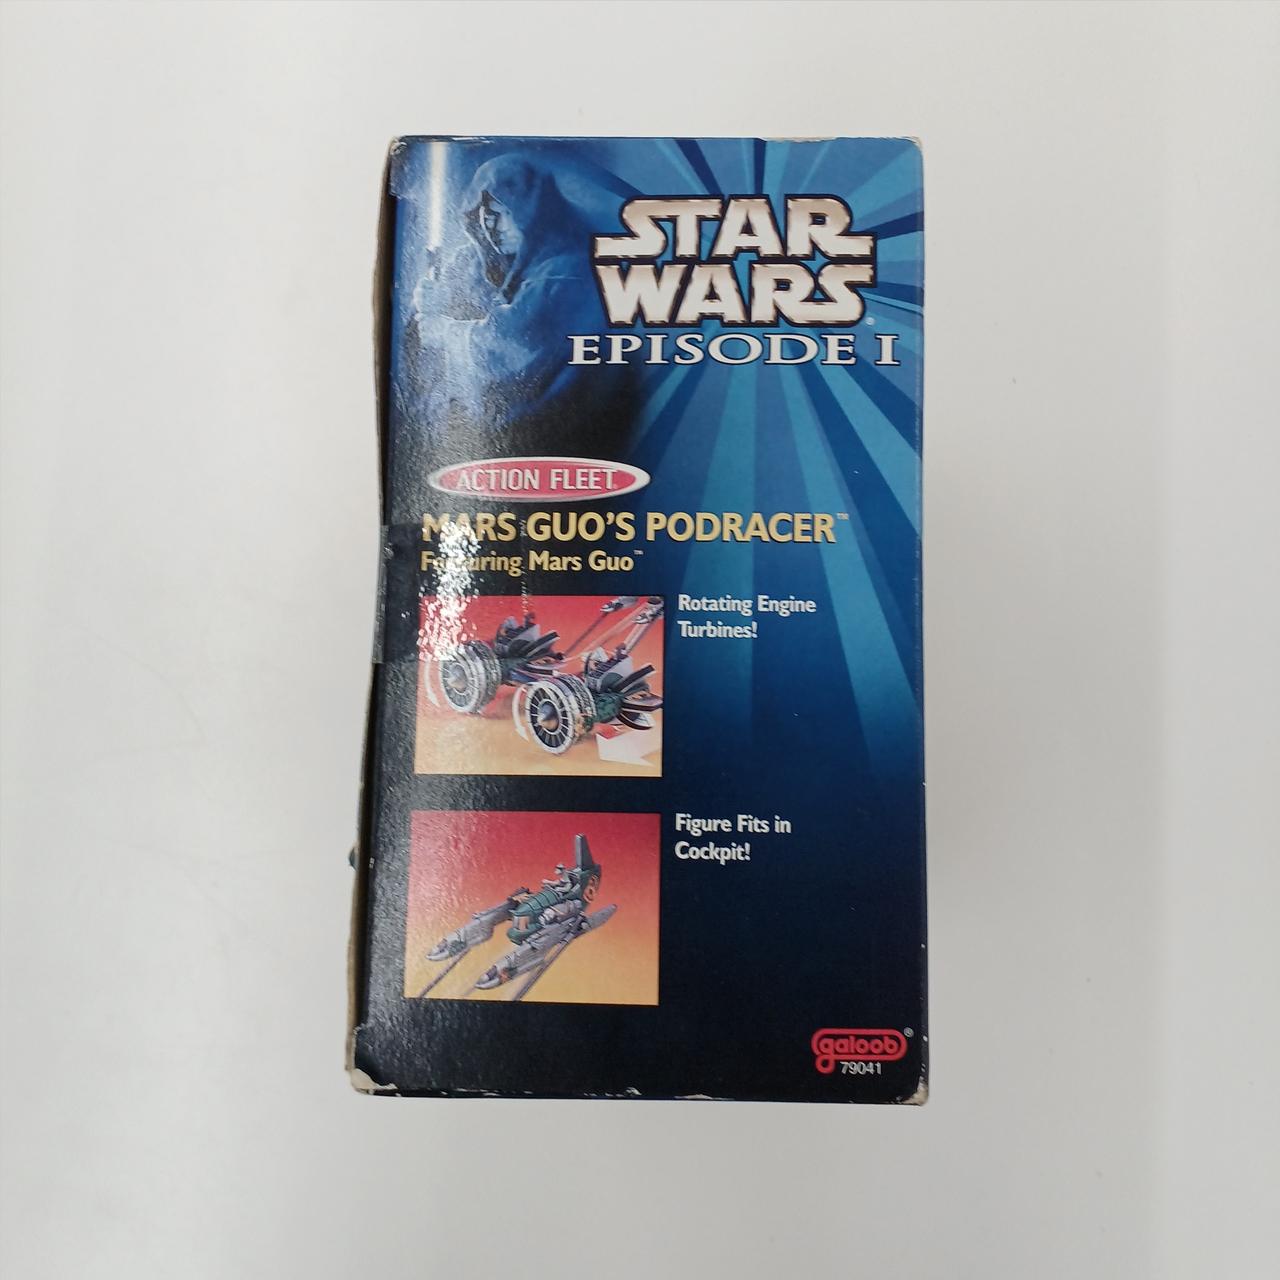 STAR
WARS®
EPISODE I
ACTION FLEET
MARS GUO'S PODRACER™
Featuring Mars Guo™
Rotating Engine
Turbines!
Figure Fits in
Cockpit!
galoob®
79041